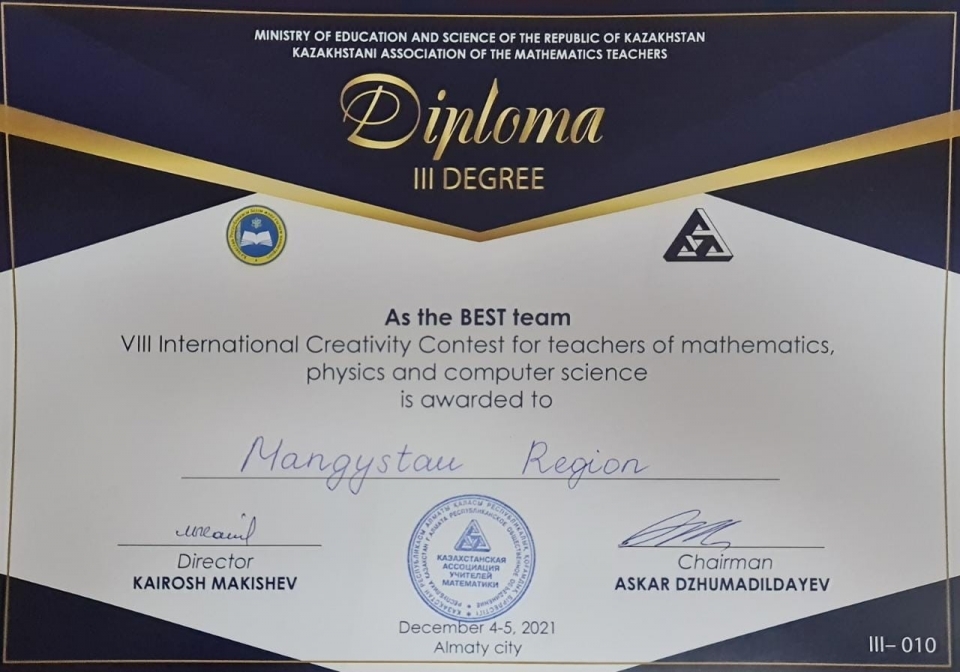 MINISTRY OF EDUCATION AND SCIENCE OF THE REPUBLIC OF KAZAKHSTAN
KAZAKHSTANI ASSOCIATION OF THE MATHEMATICS TEACHERS
Diploma
III DEGREE
As the BEST team
VIII International Creativity Contest for teachers of mathematics,
physics and computer science
is awarded to
Mangystau Region
Director
KAIROSH MAKISHEV
КАЗАХСТАНСКАЯ
АССОЦИАЦИЯ
УЧИТЕЛЕЙ
МАТЕМАТИКИ
Chairman
ASKAR DZHUMADILDAYEV
December 4-5, 2021
Almaty city
III– 010